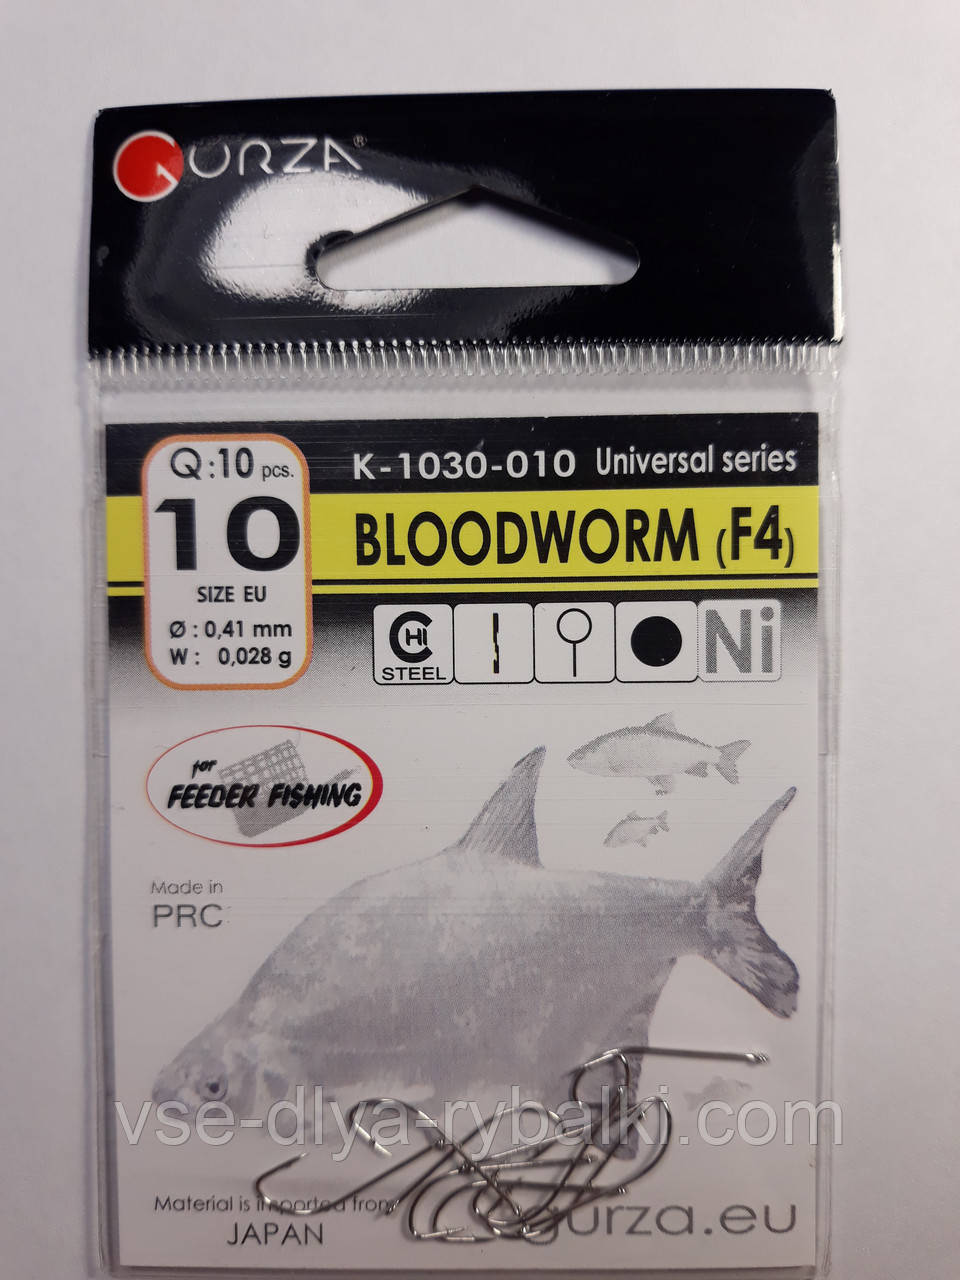 GURZA®
Q:10 pcs.
10
SIZE EU
Ø : 0,41 mm
W : 0,028 g
K-1030-010 Universal series
BLOODWORM (F4)
CHI
STEEL
Ni
for
FEEDER FISHING
Made in
PRC
vse-dlya-rybalki.com
Material is imported from
JAPAN
gurza.eu